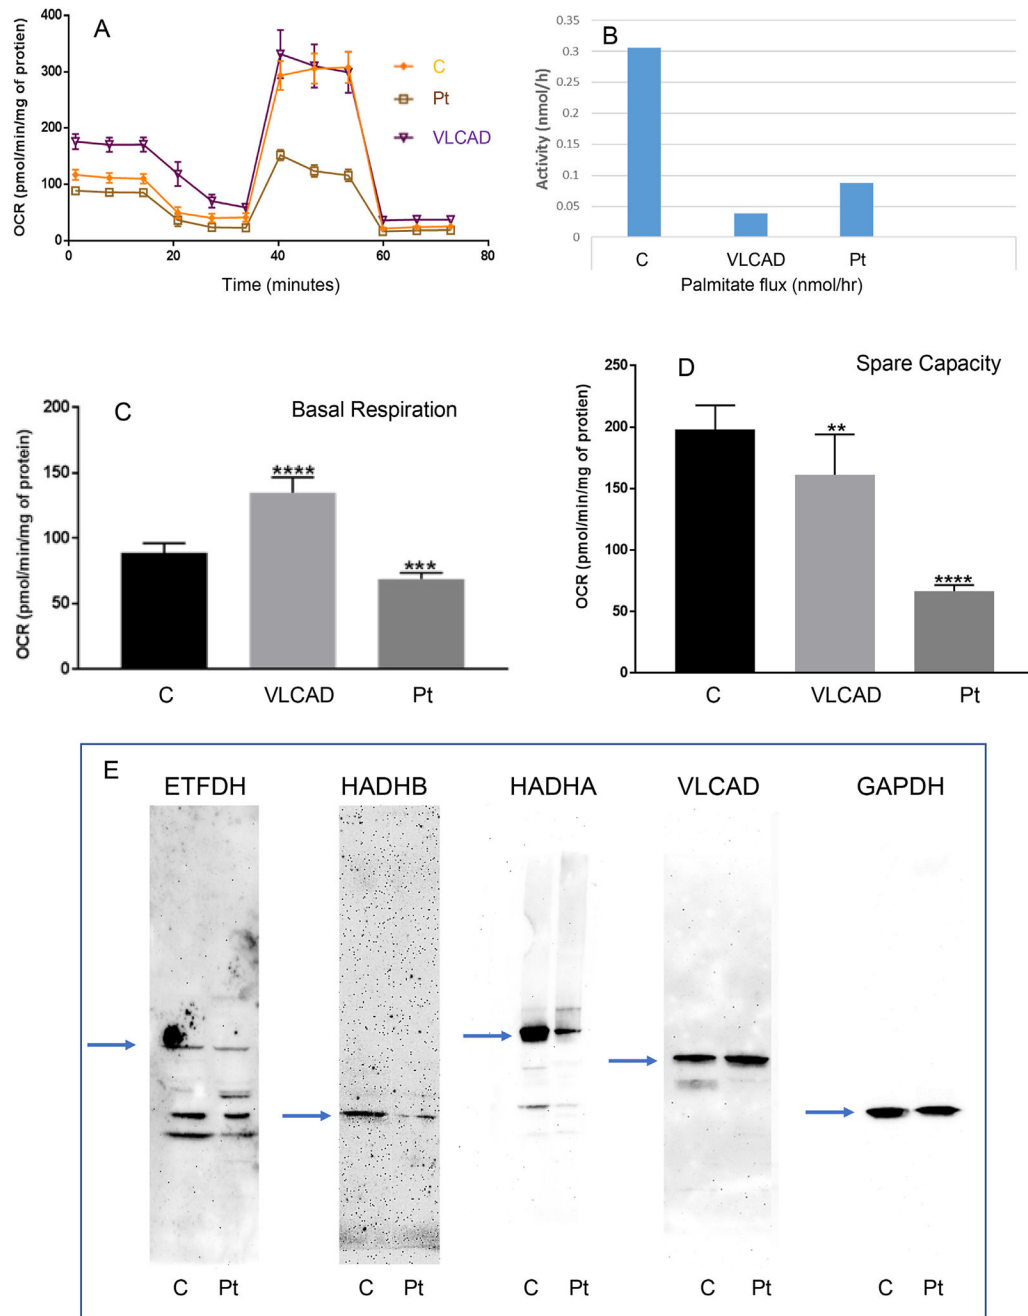 A
OCR (pmol/min/mg of protien)
400
300
200
100
0
0 20 40 60 80
Time (minutes)
C
Pt
VLCAD
B
Activity (nmol/h)
0.35
0.3
0.25
0.2
0.15
0.1
0.05
0
C VLCAD Pt
Palmitate flux (nmol/hr)
C
Basal Respiration
OCR (pmol/min/mg of protein)
200
150
100
50
0
****
***
C VLCAD Pt
D
Spare Capacity
OCR (pmol/min/mg of protien)
250
200
150
100
50
0
**
****
C VLCAD Pt
E
ETFDH HADHB HADHA VLCAD GAPDH
C Pt C Pt C Pt C Pt C Pt